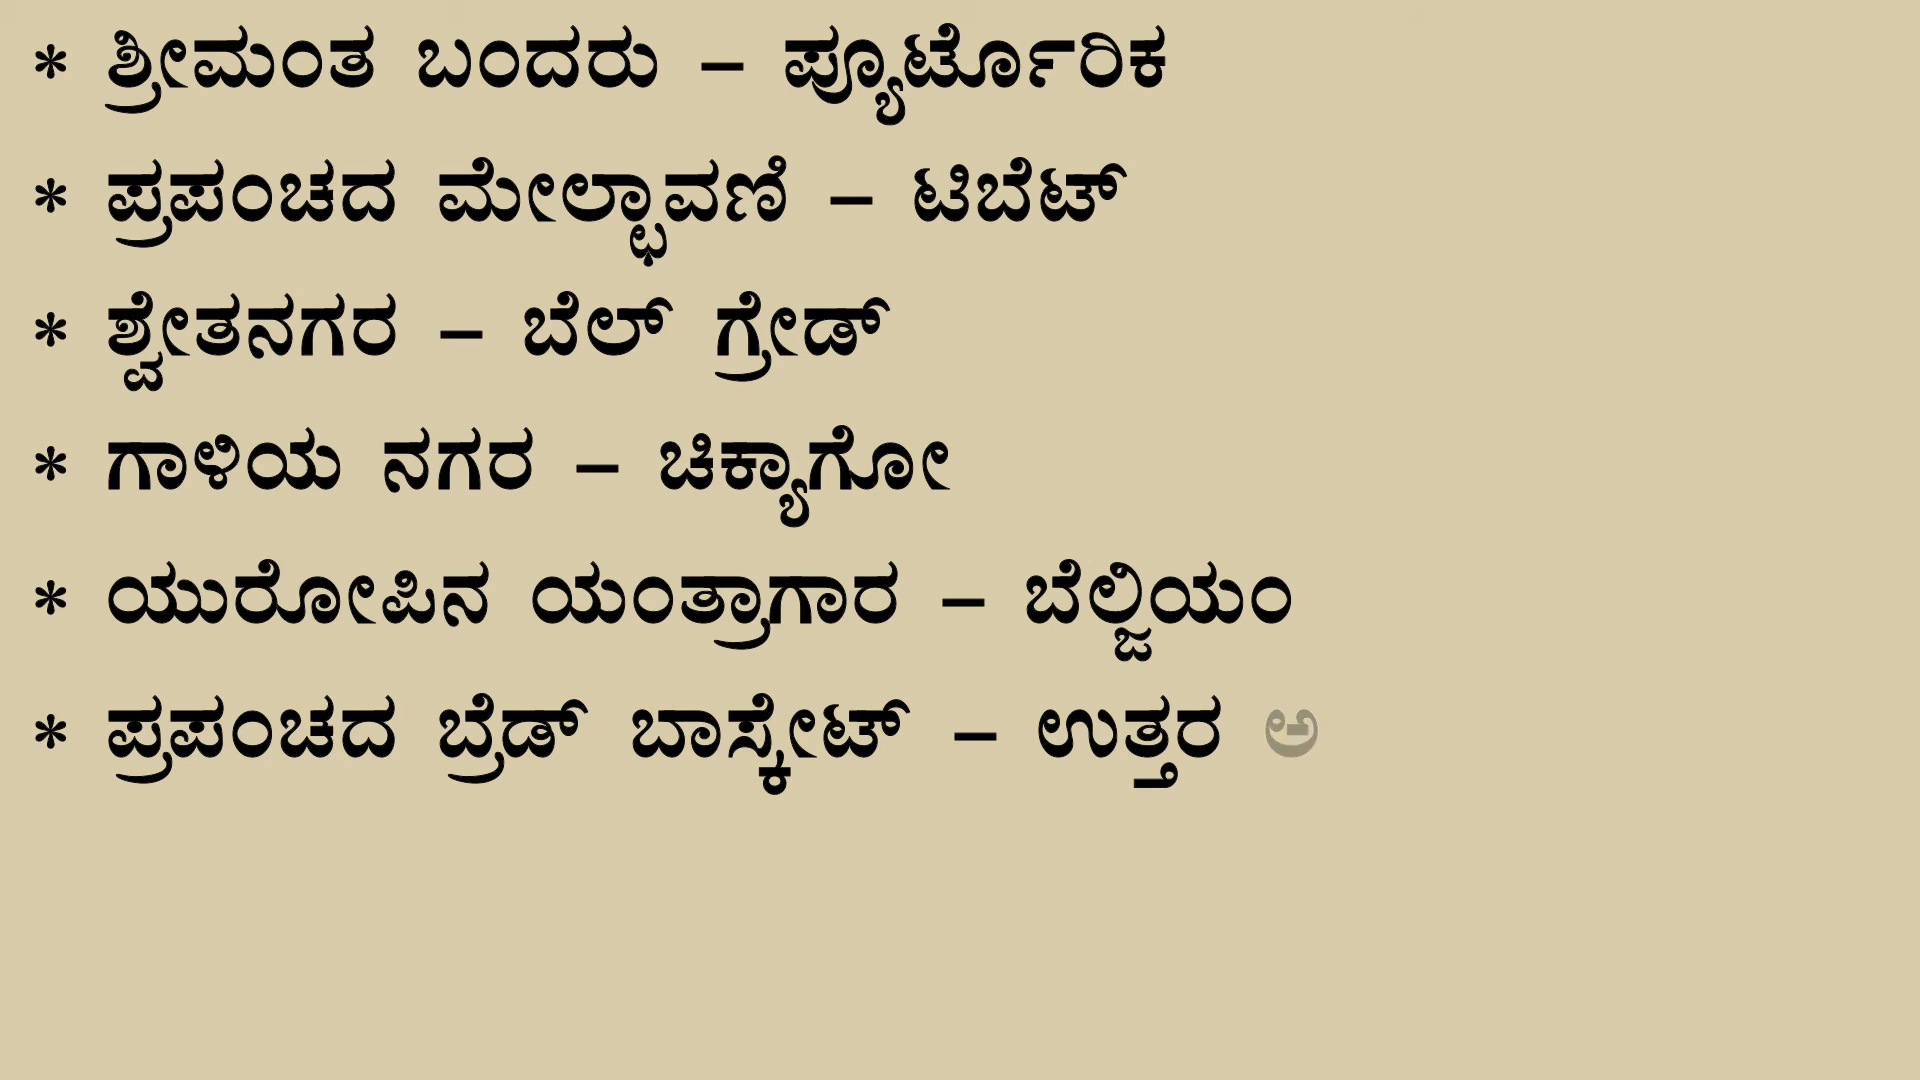 * ಶ್ರೀಮಂತ ಬಂದರು – ಪ್ಯೂರ್ಟೊರಿಕ
* ಪ್ರಪಂಚದ ಮೇಲ್ಛಾವಣಿ – ಟಿಬೆಟ್
* ಶ್ವೇತನಗರ – ಬೆಲ್ ಗ್ರೇಡ್
* ಗಾಳಿಯ ನಗರ – ಚಿಕ್ಯಾಗೋ
* ಯುರೋಪಿನ ಯಂತ್ರಾಗಾರ – ಬೆಲ್ಜಿಯಂ
* ಪ್ರಪಂಚದ ಬ್ರೆಡ್ ಬಾಸ್ಕೇಟ್ – ಉತ್ತರ ಅ